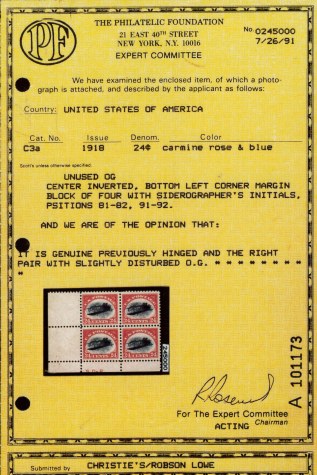 PF
THE PHILATELIC FOUNDATION
No. 0245000
21 EAST 40TH STREET
7/26/91
NEW YORK, N.Y. 10016
EXPERT COMMITTEE
We have examined the enclosed item, of which a photo-
graph is attached, and described by the applicant as follows:
Country: UNITED STATES OF AMERICA
Cat. No. Issue Denom. Color
C3a 1918 24¢ carmine rose & blue
Scott's unless otherwise specified.
UNUSED OG
CENTER INVERTED, BOTTOM LEFT CORNER MARGIN
BLOCK OF FOUR WITH SIDEROGRAPHER'S INITIALS,
PSITIONS 81-82, 91-92.
AND WE ARE OF THE OPINION THAT:
IT IS GENUINE PREVIOUSLY HINGED AND THE RIGHT
PAIR WITH SLIGHTLY DISTURBED O.G. * * * * * * *
*
0245000
A 101173
For The Expert Committee
ACTING Chairman
Submitted by CHRISTIE'S/ROBSON LOWE